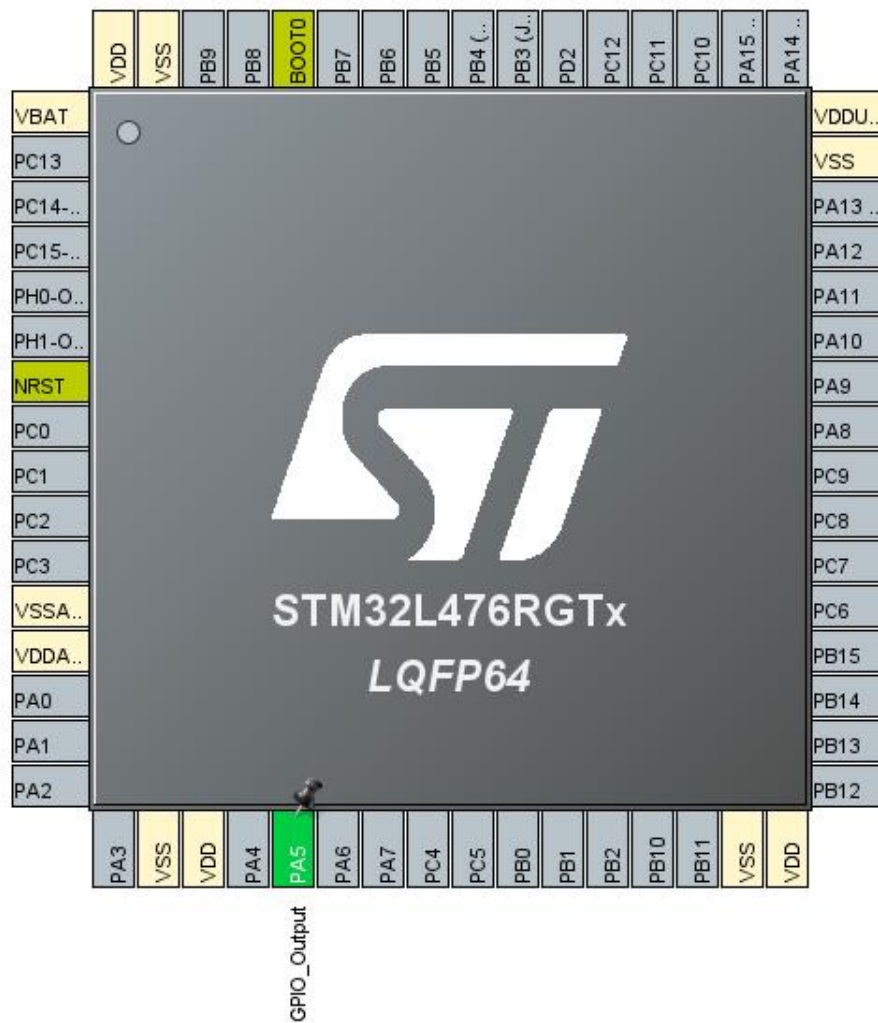 VDD
VSS
PB9
PB8
BOOT0
PB7
PB6
PB5
PB4 (..
PB3 (J..
PD2
PC12
PC11
PC10
PA15 ..
PA14 ..
VBAT
PC13
PC14-..
PC15-..
PH0-O..
PH1-O..
NRST
PC0
PC1
PC2
PC3
VSSA..
VDDA..
PA0
PA1
PA2
VDDU..
VSS
PA13 ..
PA12
PA11
PA10
PA9
PA8
PC9
PC8
PC7
PC6
PB15
PB14
PB13
PB12
ST
STM32L476RGTx
LQFP64
PA3
VSS
VDD
PA4
PA5
PA6
PA7
PC4
PC5
PB0
PB1
PB2
PB10
PB11
VSS
VDD
GPIO_Output